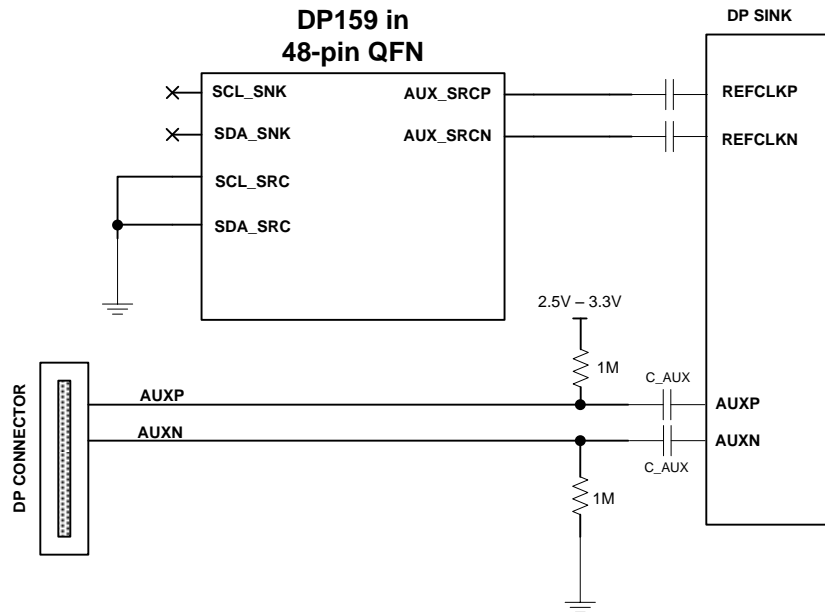 DP159 in
48-pin QFN
DP SINK
SCL_SNK
AUX_SRCP
REFCLKP
SDA_SNK
AUX_SRCN
REFCLKN
SCL_SRC
SDA_SRC
2.5V – 3.3V
1M
C_AUX
AUXP
AUXP
AUXN
AUXN
C_AUX
1M
DP CONNECTOR